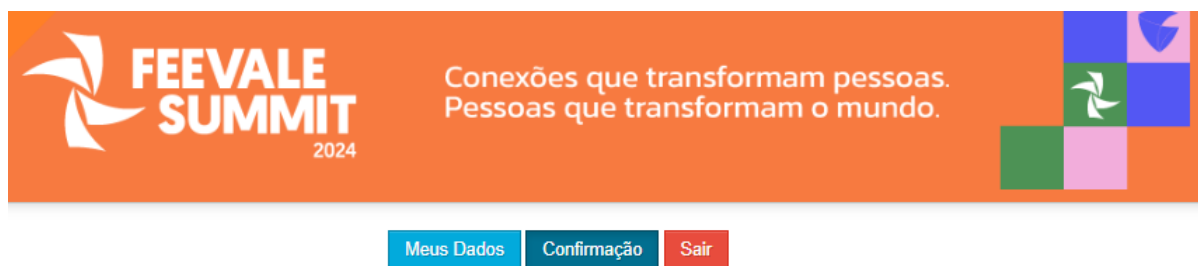 FEEVALE
SUMMIT
2024
Conexões que transformam pessoas.
Pessoas que transformam o mundo.
Meus Dados Confirmação Sair